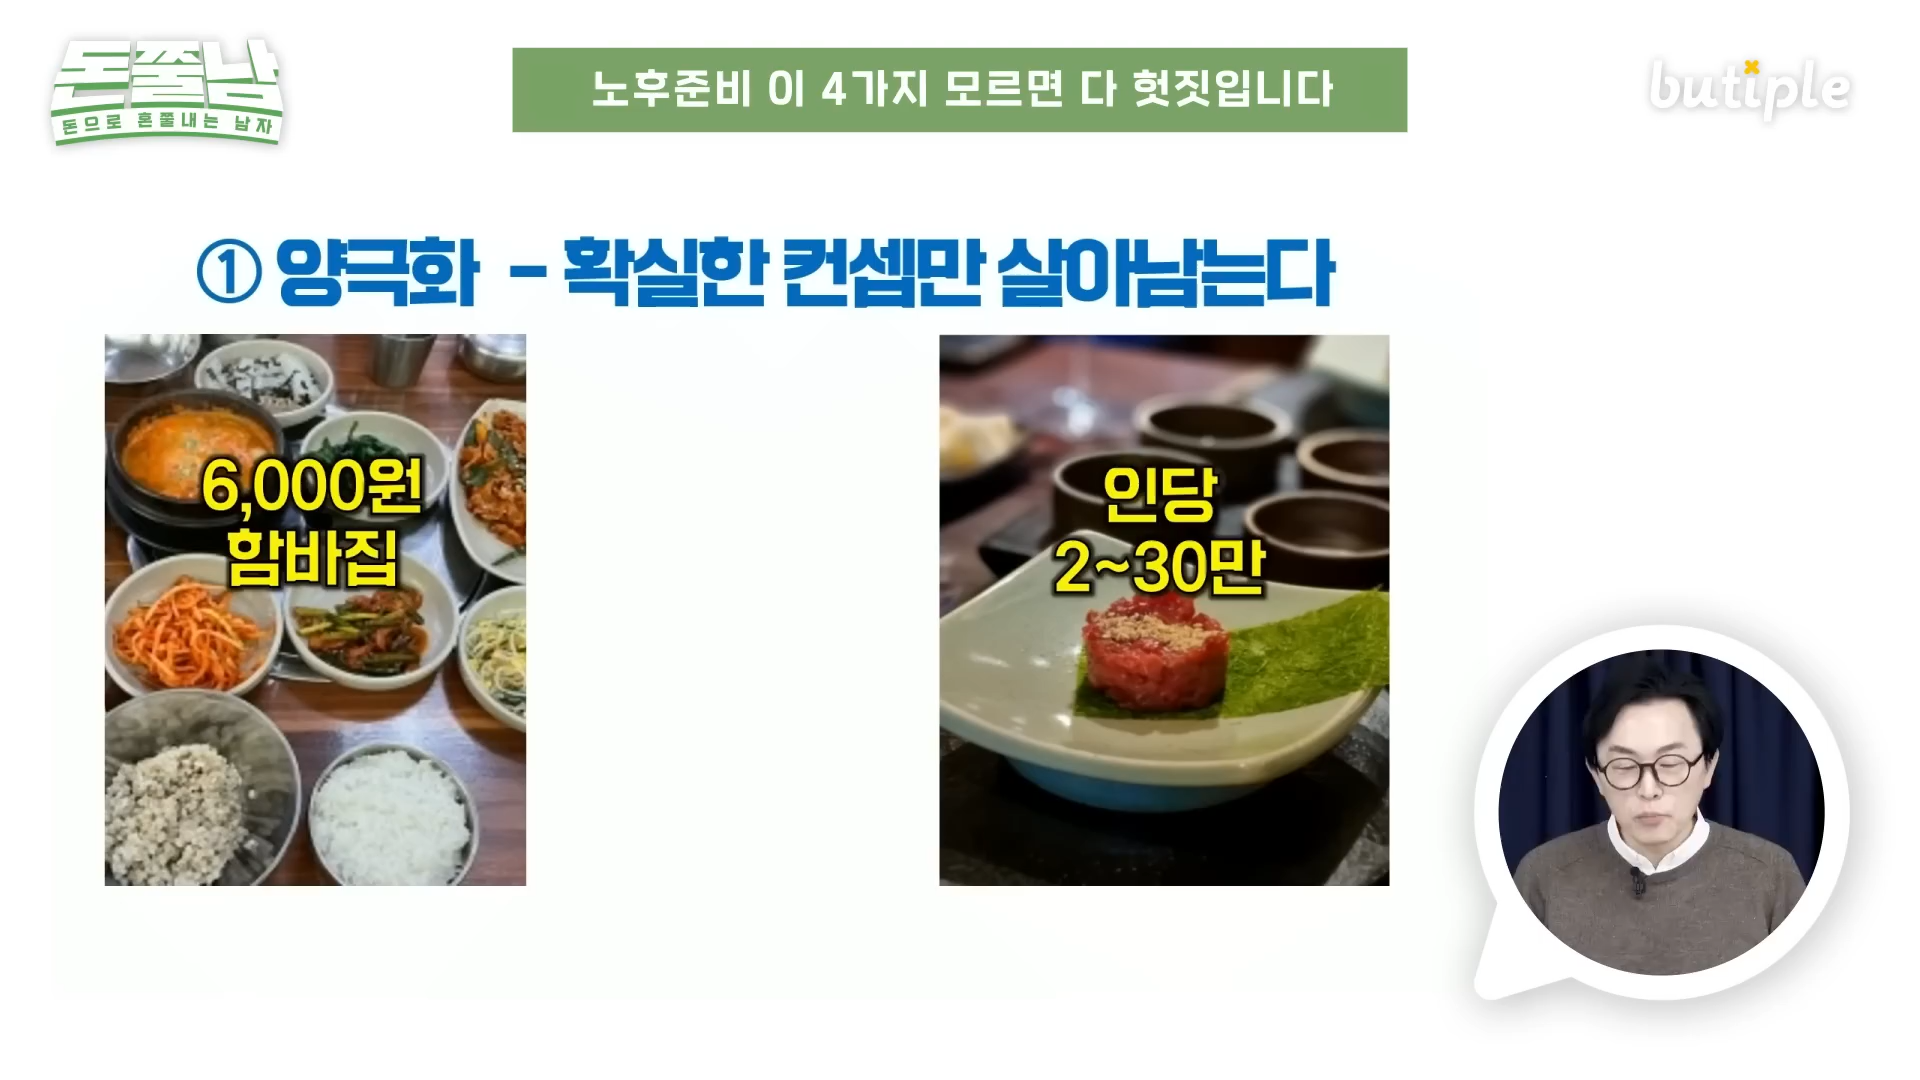 돈쭐남
돈으로 혼쭐내는 남자
노후준비 이 4가지 모르면 다 헛짓입니다
butiple
① 양극화 - 확실한 컨셉만 살아남는다
6,000원
함바집
인당
2~30만